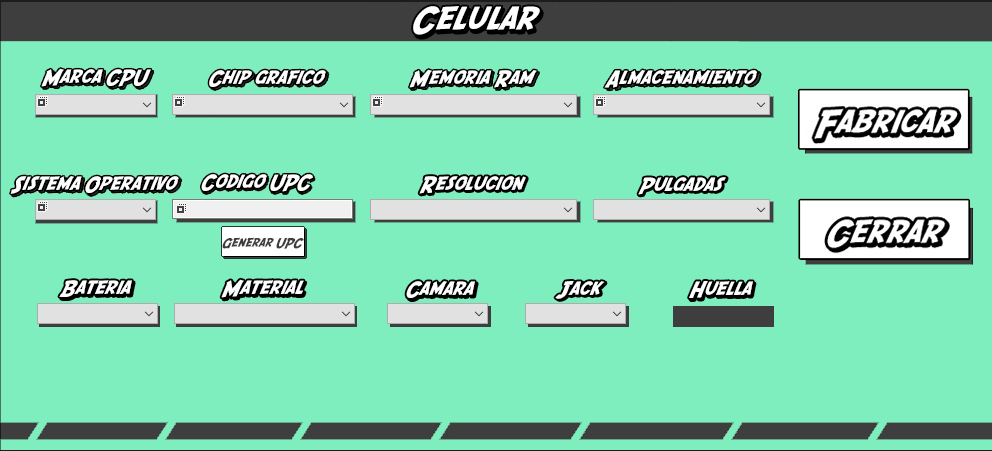 CELULAR
MARCA CPU
CHIP GRAFICO
MEMORIA RAM
ALMACENAMIENTO
FABRICAR
SISTEMA OPERATIVO
CODIGO UPC
RESOLUCION
PULGADAS
CERRAR
GENERAR UPC
BATERIA
MATERIAL
CAMARA
JACK
HUELLA